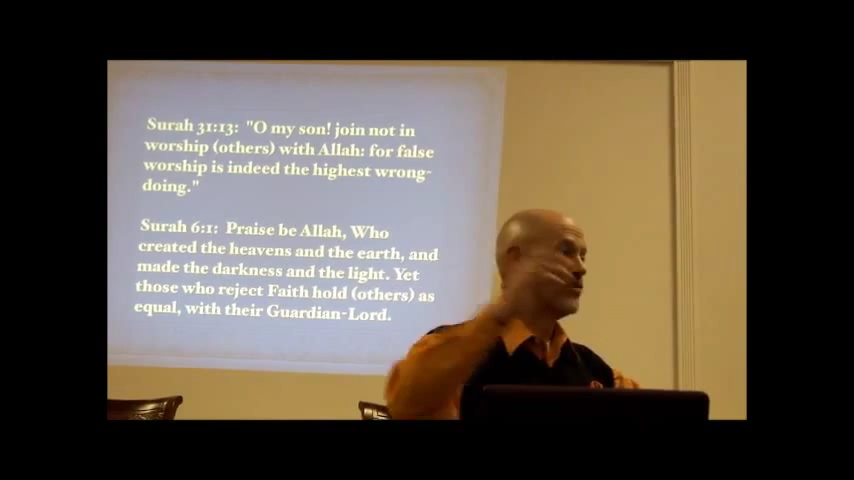 Surah 31:13:  "O my son! join not in
worship (others) with Allah: for false
worship is indeed the highest wrong-
doing."
Surah 6:1:  Praise be Allah, Who
created the heavens and the earth, and
made the darkness and the light. Yet
those who reject Faith hold (others) as
equal, with their Guardian-Lord.